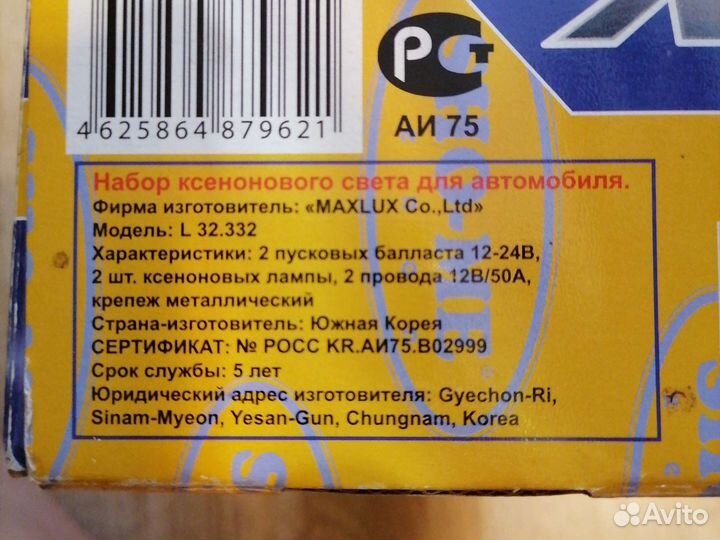 4 625864 879621
РСТ
АИ 75
Набор ксенонового света для автомобиля.
Фирма изготовитель: «MAXLUX Co.,Ltd»
Модель: L 32.332
Характеристики: 2 пусковых балласта 12-24В,
2 шт. ксеноновых лампы, 2 провода 12В/50А,
крепеж металлический
Страна-изготовитель: Южная Корея
СЕРТИФИКАТ: № РОСС KR.АИ75.В02999
Срок службы: 5 лет
Юридический адрес изготовителя: Gyechon-Ri,
Sinam-Myeon, Yesan-Gun, Chungnam, Korea
Avito